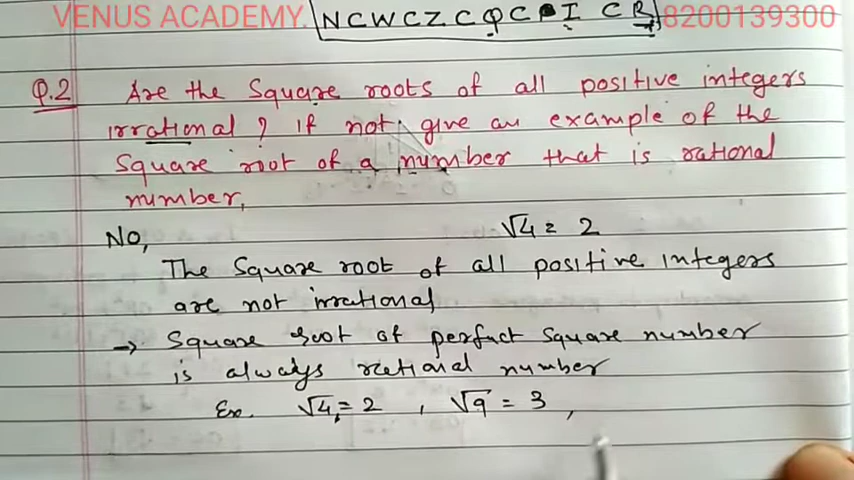 VENUS ACADEMY. NCWCZCQCPICR 8200139300
Q.2 Are the Square roots of all positive integers
irrational ? If not, give an example of the
Square root of a number that is rational
number,
No, √4 = 2
The Square root of all positive integers
are not irrational
→ Square root of perfect Square number
is always rational number
Ex. √4 = 2 , √9 = 3 ,